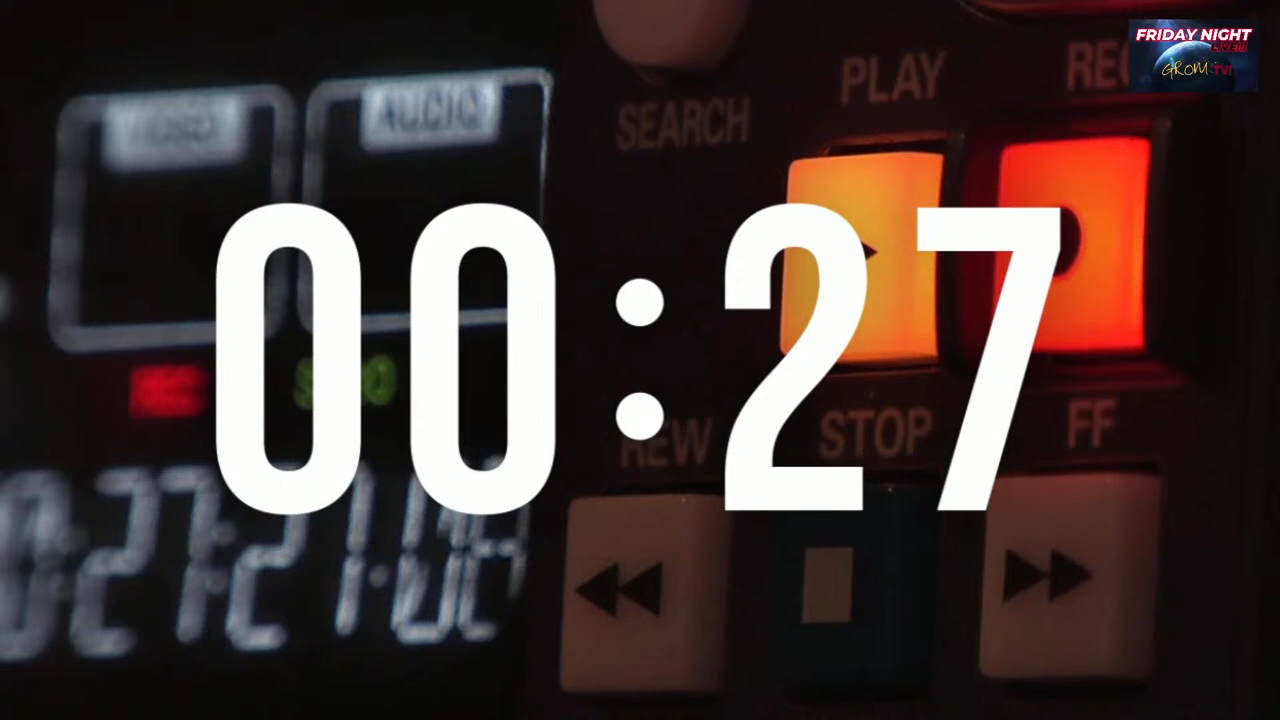 FRIDAY NIGHT
LIVE!!!
GROM TV!
PLAY
REC
SEARCH
AUDIO
00:27
STOP
FF